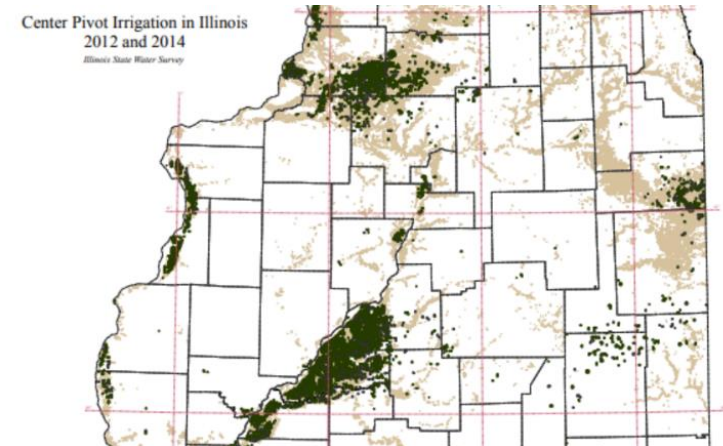 Center Pivot Irrigation in Illinois
2012 and 2014
Illinois State Water Survey